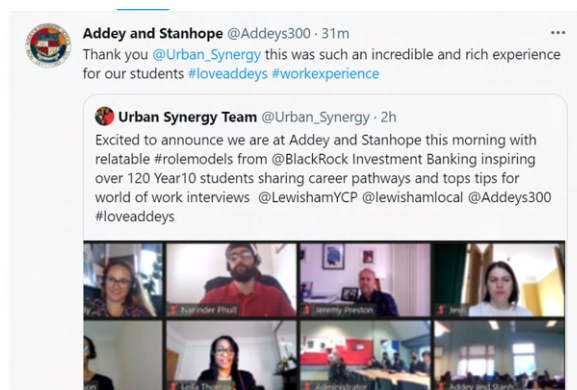 Addey and Stanhope @Addeys300 · 31m
Thank you @Urban_Synergy this was such an incredible and rich experience
for our students #loveaddeys #workexperience
Urban Synergy Team @Urban_Synergy · 2h
Excited to announce we are at Addey and Stanhope this morning with
relatable #rolemodels from @BlackRock Investment Banking inspiring
over 120 Year10 students sharing career pathways and tops tips for
world of work interviews @LewishamYCP @lewishamlocal @Addeys300
#loveaddeys
Narinder Phull
Jeremy Preston
Leila Thomas
Administrator
Addey and Stanh